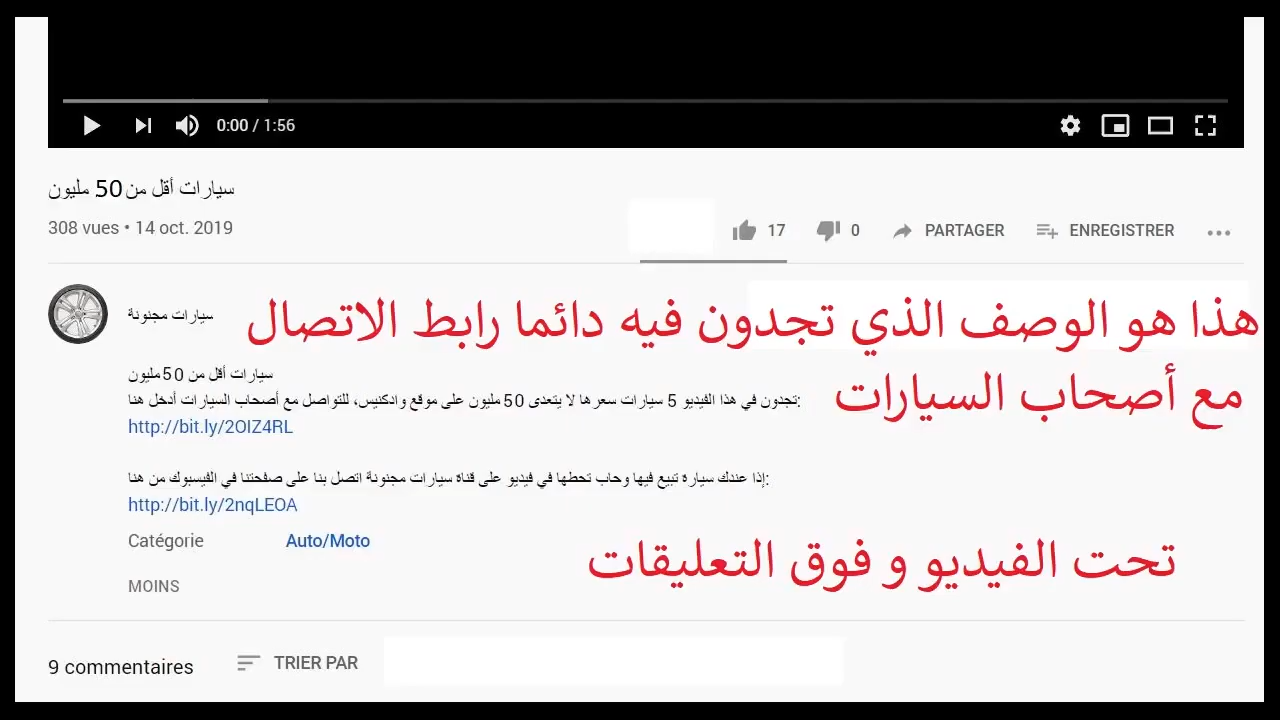 0:00 / 1:56
سيارات أقل من 50 مليون
308 vues • 14 oct. 2019
17
0
PARTAGER
ENREGISTRER
سيارات مجنونة
هذا هو الوصف الذي تجدون فيه دائما رابط الاتصال
مع أصحاب السيارات
سيارات أقل من 50 مليون
تجدون في هذا الفيديو 5 سيارات سعرها لا يتعدى 50 مليون على موقع وادكنيس، للتواصل مع أصحاب السيارات أدخل هنا:
http://bit.ly/2OIZ4RL
إذا عندك سيارة تبيع فيها وحاب تحطها في فيديو على قناة سيارات مجنونة اتصل بنا على صفحتنا في الفيسبوك من هنا:
http://bit.ly/2nqLEOA
Catégorie Auto/Moto
تحت الفيديو و فوق التعليقات
MOINS
9 commentaires
TRIER PAR